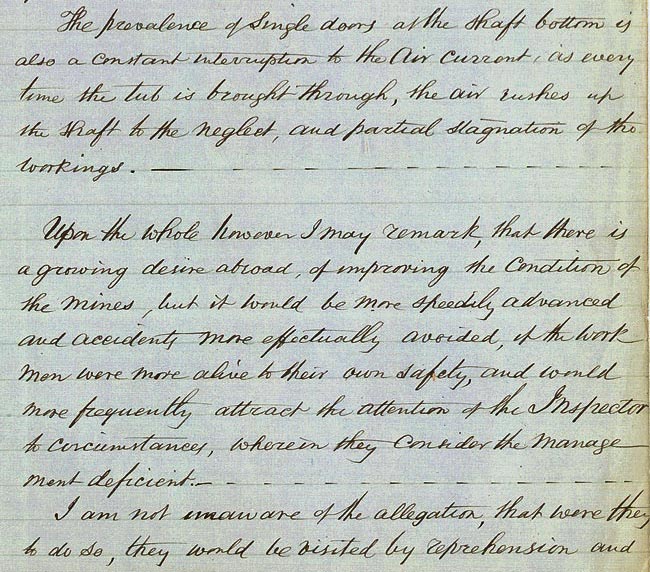 The prevalence of Single doors at the Shaft bottom is
also a constant interruption to the Air current, as every
time the tub is brought through, the air rushes up
the Shaft to the neglect, and partial Stagnation of the
workings.
Upon the whole however I may remark, that there is
a growing desire abroad, of improving the Condition of
the Mines, but it would be more speedily advanced
and accidents more effectually avoided, if the Work
men were more alive to their own Safety, and would
more frequently attract the attention of the Inspector
to circumstances, wherein they Consider the Manage
ment deficient.
I am not unaware of the allegation, that were they
to do so, they would be visited by reprehension and